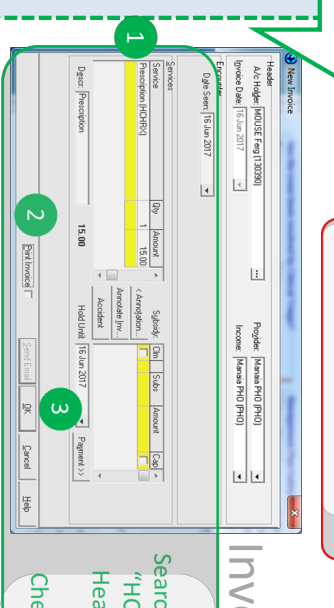 New Invoice
Header
A/c Holder: MOUSE Ferg (130390) ...
Provider: Manaia PHO (PHO)
Invoice Date: 16 Jun 2017
Income: Manaia PHO (PHO)
Encounter
Date Seen: 16 Jun 2017
Services
Service Qty Amount
Subsidy: Clm Subs Amount Cap
1
Prescription (HCHRx) 1 15.00
< Annotation...
Annotate Inv...
Accident
Descr: Prescription 15.00
Hold Until: 16 Jun 2017
Payment >>
2
3
Print Invoice
Send Email
OK
Cancel
Help
Inv
Searc
"HC
Hea
Che